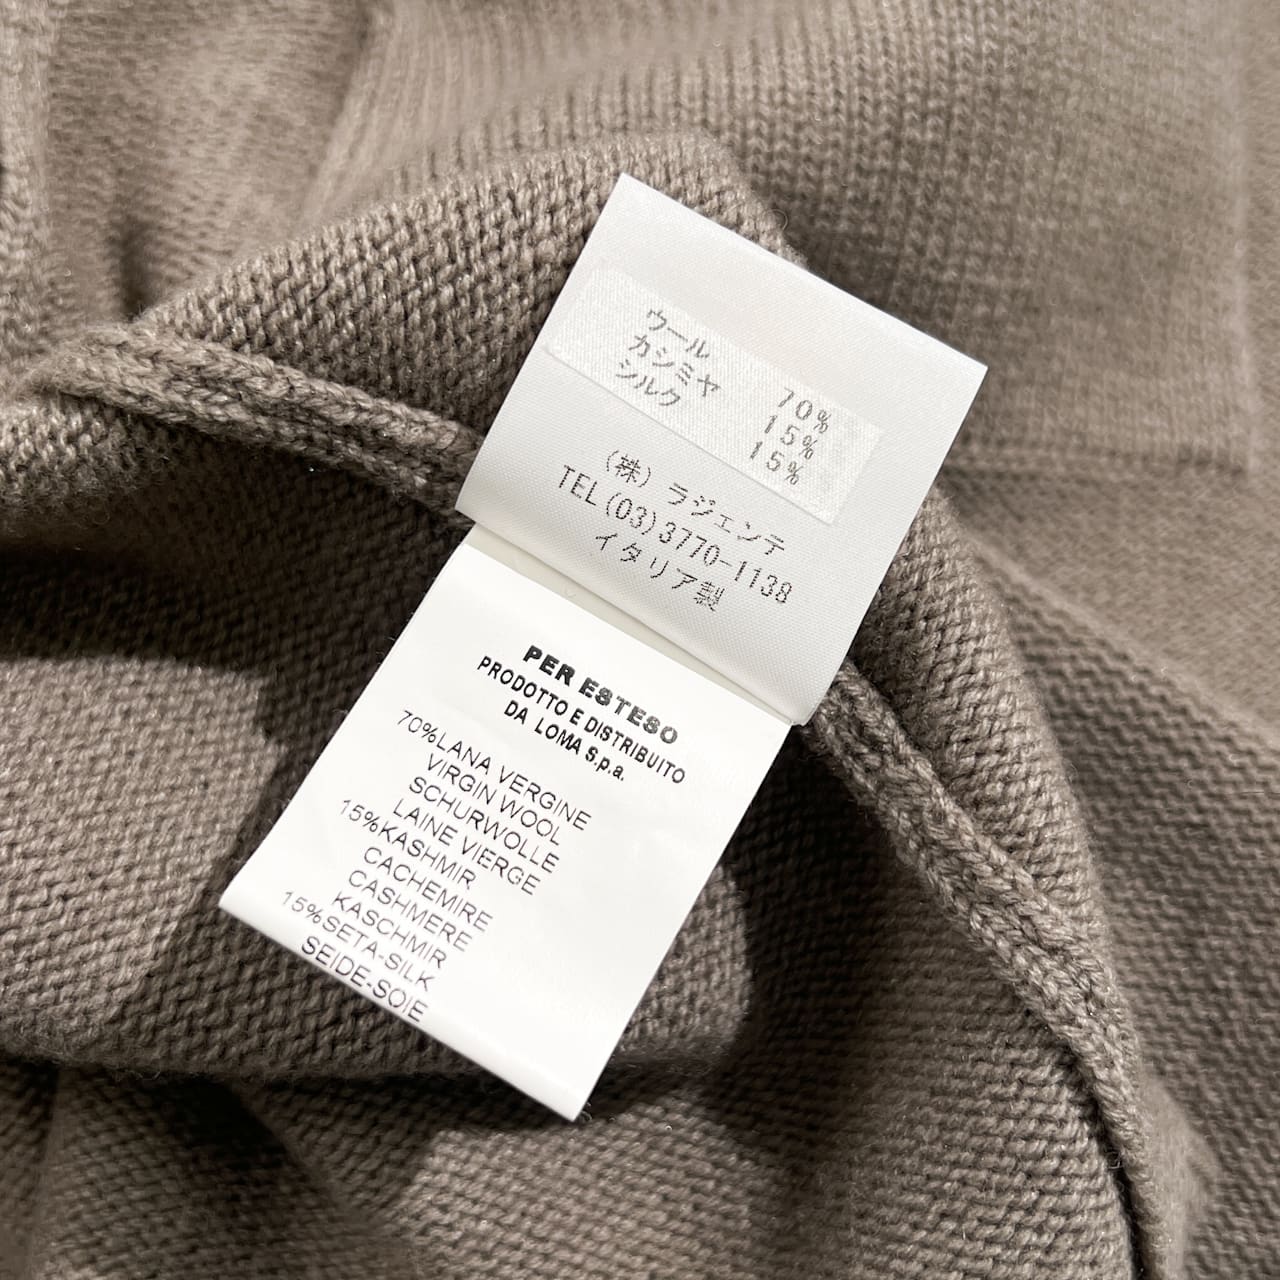 ウール 70%
カシミヤ 15%
シルク 15%
(株) ラジェンテ
TEL(03)3770-1138
イタリア製
PER ESTESO
PRODOTTO E DISTRIBUITO
DA LOMA S.p.a.
70%LANA VERGINE
VIRGIN WOOL
SCHURWOLLE
LAINE VIERGE
15%KASHMIR
CACHEMIRE
CASHMERE
KASCHMIR
15%SETA-SILK
SEIDE-SOIE